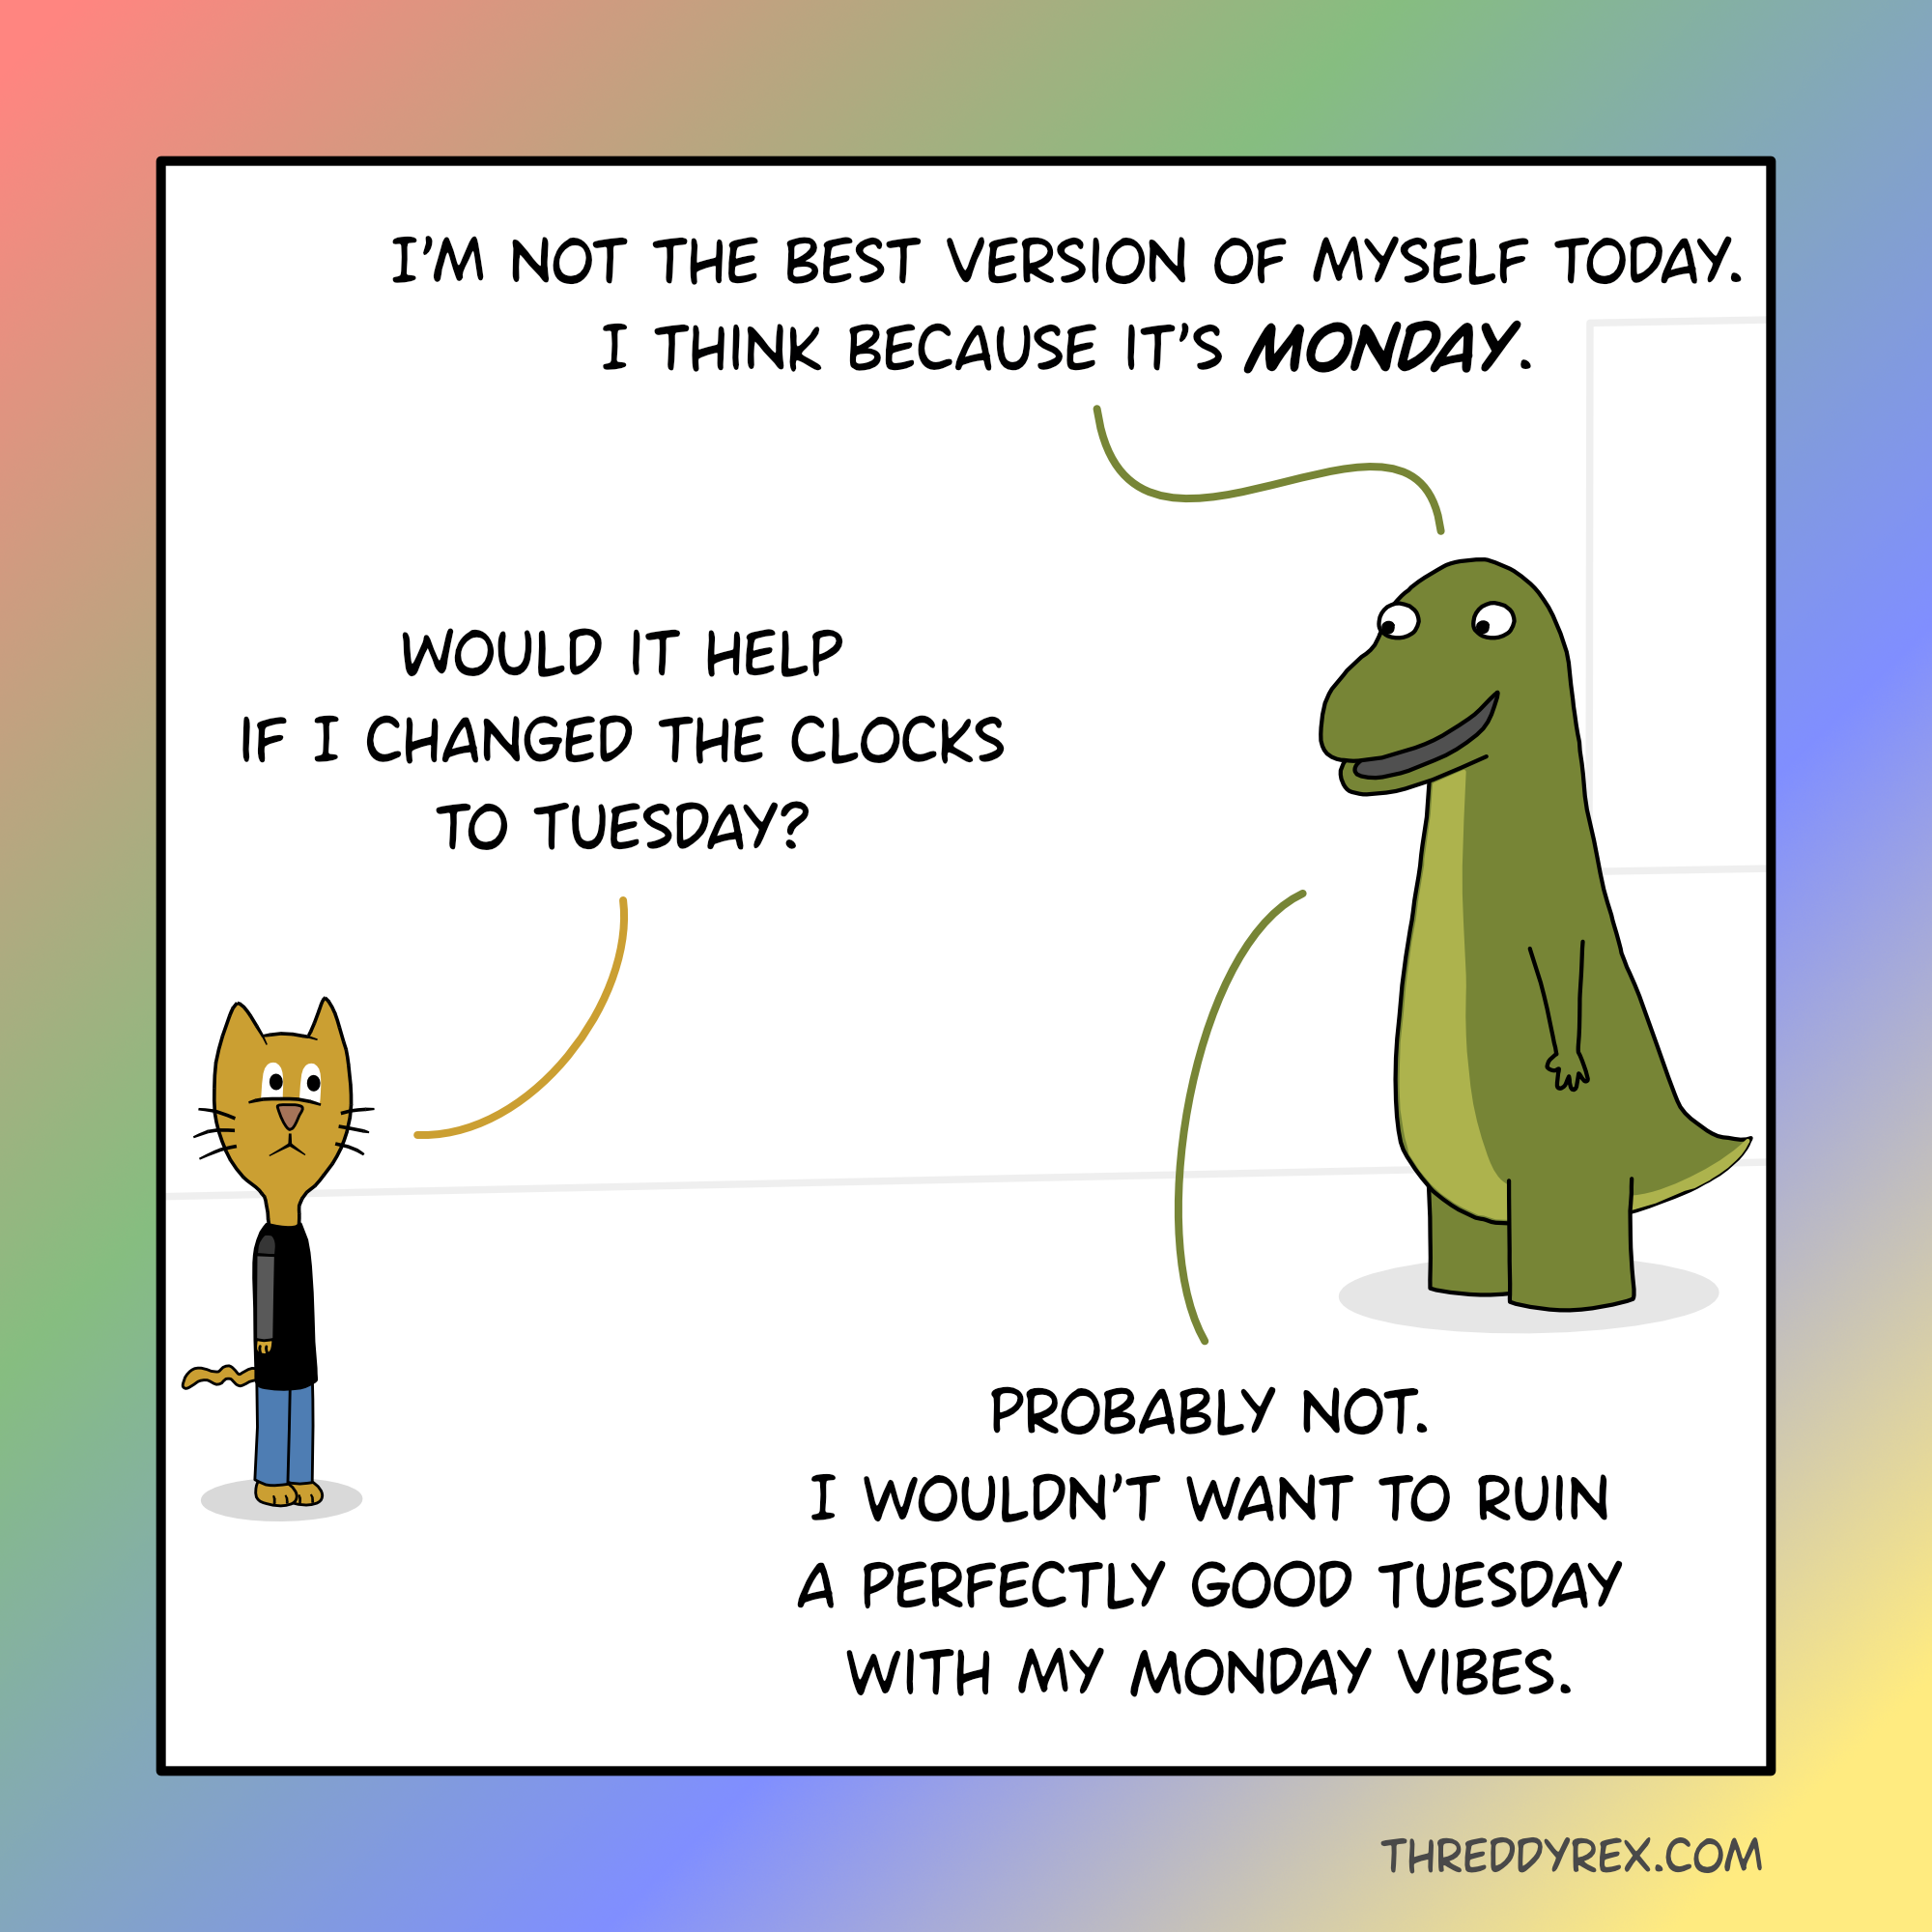 I'M NOT THE BEST VERSION OF MYSELF TODAY.
I THINK BECAUSE IT'S MONDAY.
WOULD IT HELP
IF I CHANGED THE CLOCKS
TO TUESDAY?
PROBABLY NOT.
I WOULDN'T WANT TO RUIN
A PERFECTLY GOOD TUESDAY
WITH MY MONDAY VIBES.
THREDDYREX.COM